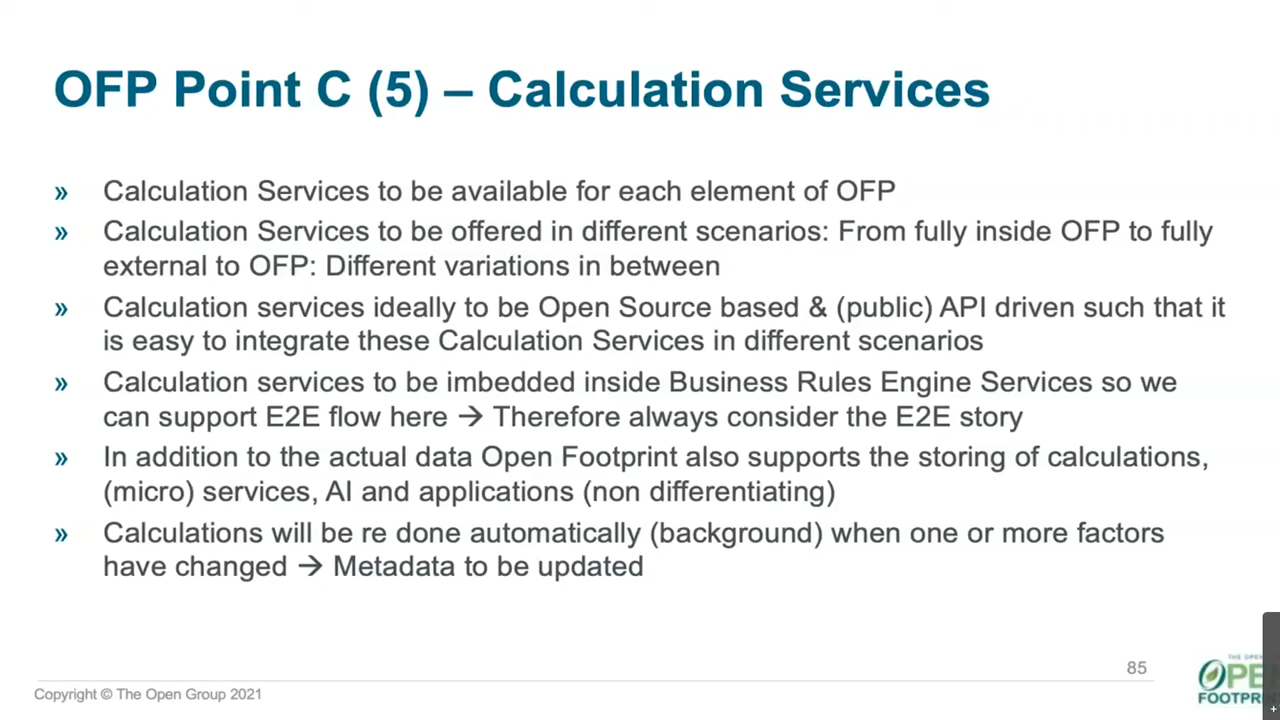 OFP Point C (5) – Calculation Services
» Calculation Services to be available for each element of OFP
» Calculation Services to be offered in different scenarios: From fully inside OFP to fully
external to OFP: Different variations in between
» Calculation services ideally to be Open Source based & (public) API driven such that it
is easy to integrate these Calculation Services in different scenarios
» Calculation services to be imbedded inside Business Rules Engine Services so we
can support E2E flow here → Therefore always consider the E2E story
» In addition to the actual data Open Footprint also supports the storing of calculations,
(micro) services, AI and applications (non differentiating)
» Calculations will be re done automatically (background) when one or more factors
have changed → Metadata to be updated
85
Copyright © The Open Group 2021
THE OPE
OPE
FOOTPRI
+